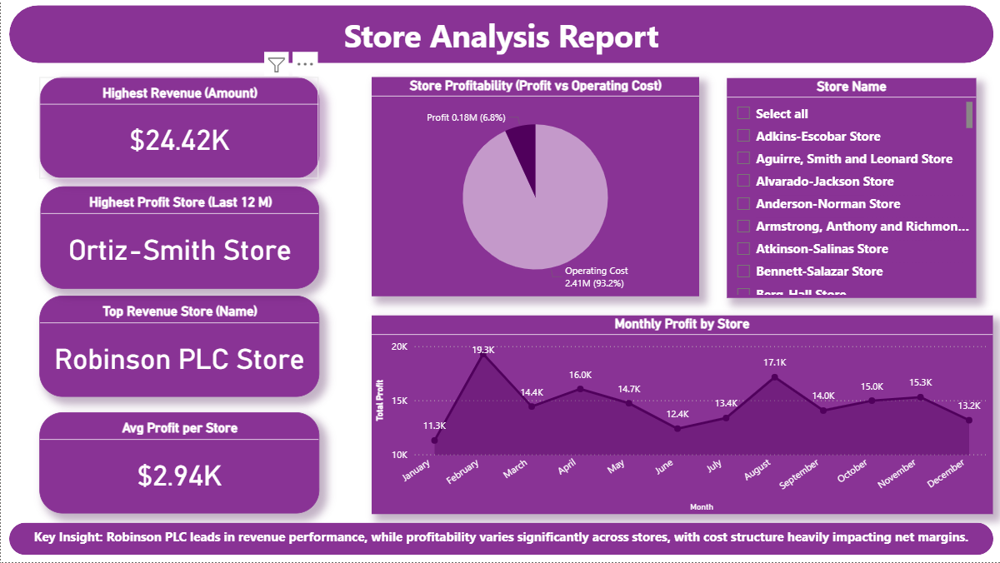 Store Analysis Report
Highest Revenue (Amount)
$24.42K
Highest Profit Store (Last 12 M)
Ortiz-Smith Store
Top Revenue Store (Name)
Robinson PLC Store
Avg Profit per Store
$2.94K
Store Profitability (Profit vs Operating Cost)
Profit 0.18M (6.8%)
Operating Cost
2.41M (93.2%)
Store Name
Select all
Adkins-Escobar Store
Aguirre, Smith and Leonard Store
Alvarado-Jackson Store
Anderson-Norman Store
Armstrong, Anthony and Richmon...
Atkinson-Salinas Store
Bennett-Salazar Store
Berg-Hall Store
Monthly Profit by Store
Total Profit
20K
15K
10K
11.3K
19.3K
14.4K
16.0K
14.7K
12.4K
13.4K
17.1K
14.0K
15.0K
15.3K
13.2K
January
February
March
April
May
June
July
August
September
October
November
December
Month
Key Insight: Robinson PLC leads in revenue performance, while profitability varies significantly across stores, with cost structure heavily impacting net margins.